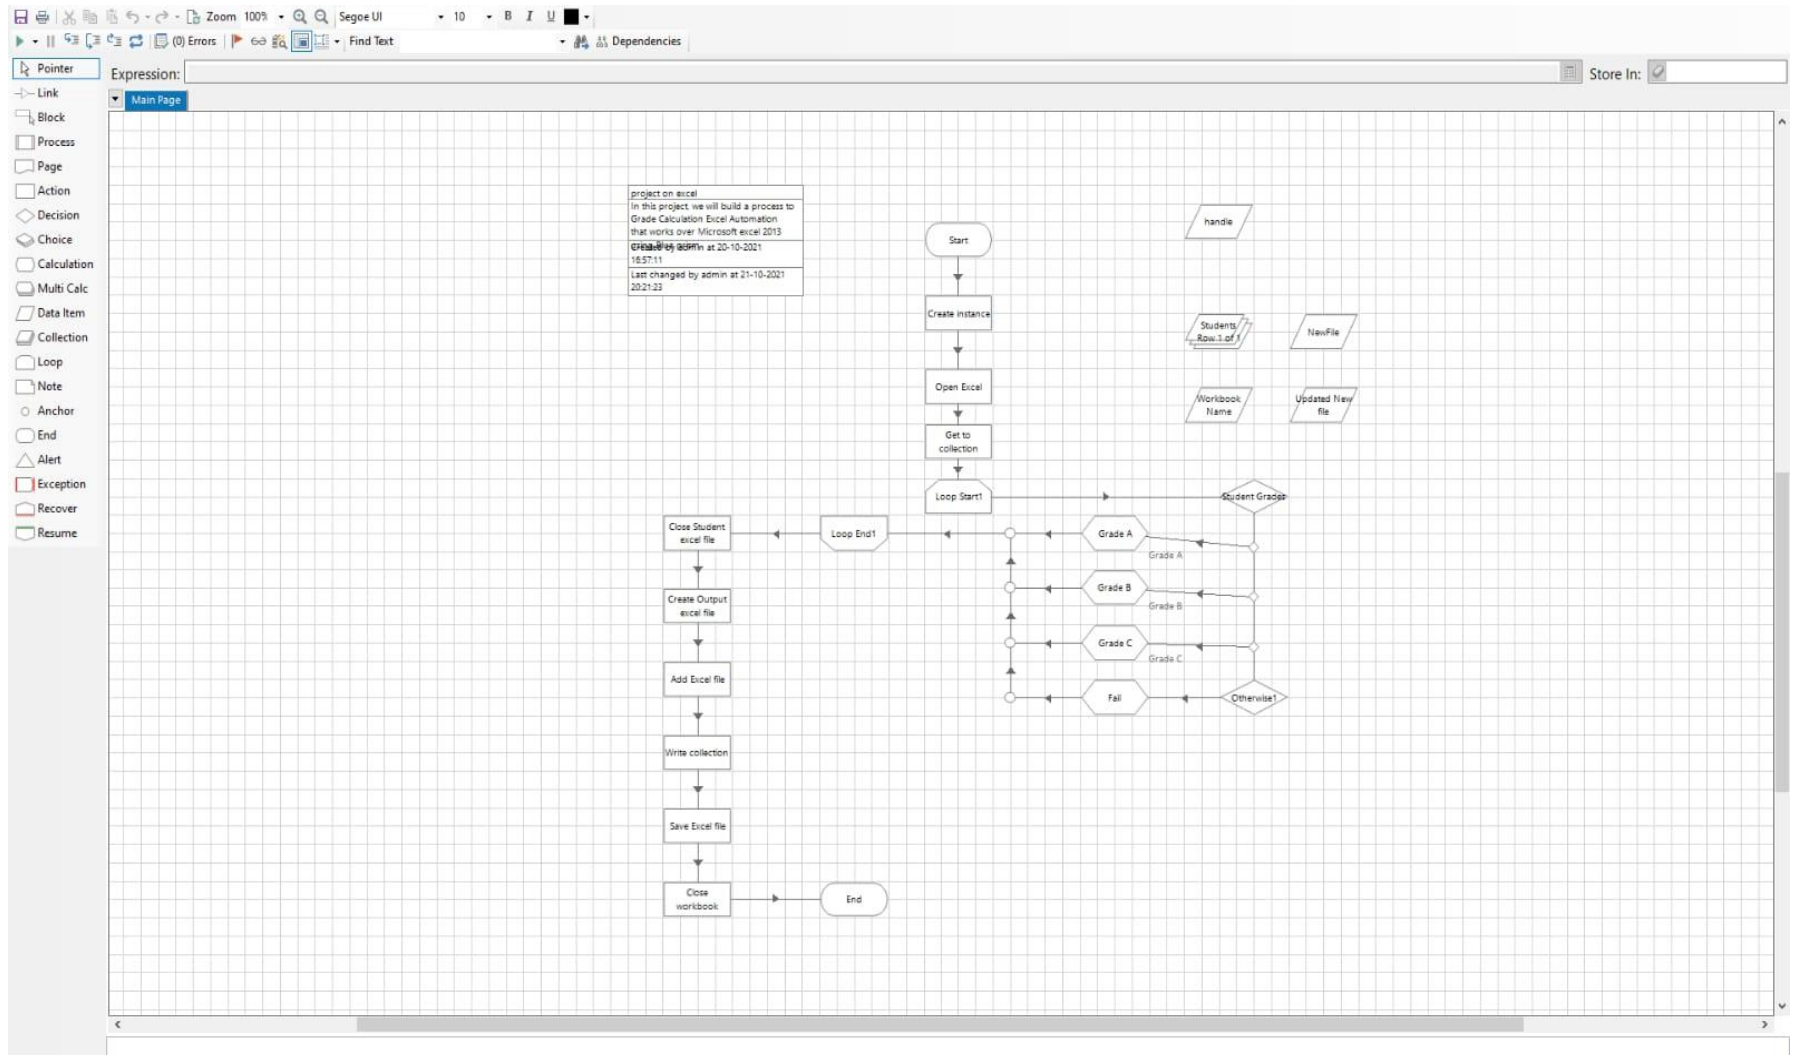 Zoom 100% Segoe UI 10 B I U
(0) Errors Find Text Dependencies
Pointer
Link
Block
Process
Page
Action
Decision
Choice
Calculation
Multi Calc
Data Item
Collection
Loop
Note
Anchor
End
Alert
Exception
Recover
Resume
Expression:
Store In:
Main Page
project on excel
In this project, we will build a process to
Grade Calculation Excel Automation
that works over Microsoft excel 2013
Created by admin at 20-10-2021
16:57:11
Last changed by admin at 21-10-2021
20:21:23
Start
Create instance
Open Excel
Get to
collection
Loop Start1
handle
Students
Row 1 of 1
NewFile
Workbook
Name
Updated New
file
Student Grades
Grade A
Grade A
Grade B
Grade B
Grade C
Grade C
Otherwise1
Fail
Loop End1
Close Student
excel file
Create Output
excel file
Add Excel file
Write collection
Save Excel file
Close
workbook
End